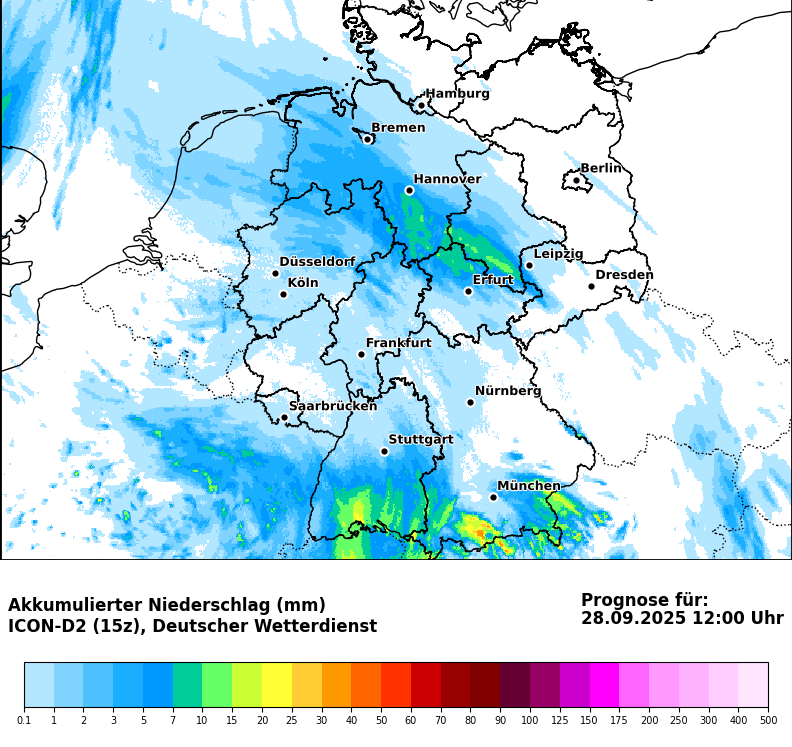 Hamburg
Bremen
Berlin
Hannover
Leipzig
Düsseldorf
Dresden
Köln
Erfurt
Frankfurt
Nürnberg
Saarbrücken
Stuttgart
München
Akkumulierter Niederschlag (mm)
ICON-D2 (15z), Deutscher Wetterdienst
Prognose für:
28.09.2025 12:00 Uhr
0.1 1 2 3 5 7 10 15 20 25 30 40 50 60 70 80 90 100 125 150 175 200 250 300 400 500